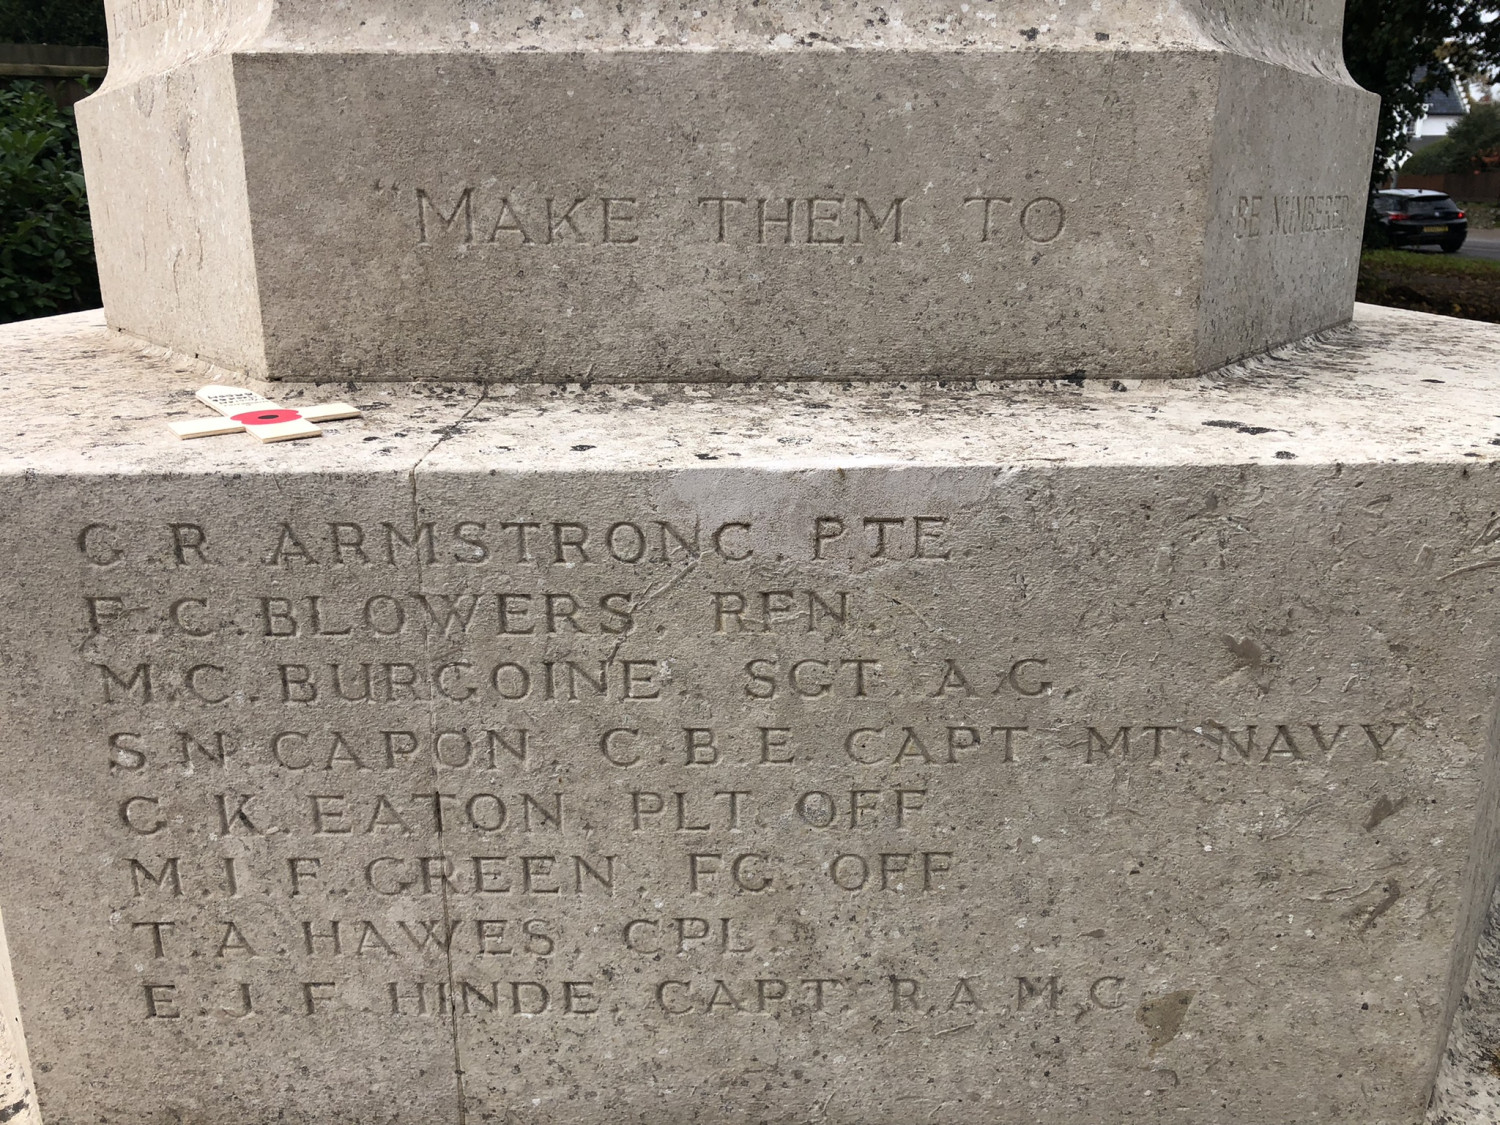 "MAKE THEM TO
BE NUMBERED
G.R.ARMSTRONG. PTE.
F.C.BLOWERS. RFN.
M.C.BURGOINE. SGT. A.G.
S.N.CAPON. C.B.E. CAPT. MT. NAVY
G.K.EATON. PLT. OFF.
M.J.F.GREEN. FG. OFF.
T.A.HAWES. CPL.
E.J.F.HINDE. CAPT. R.A.M.C.